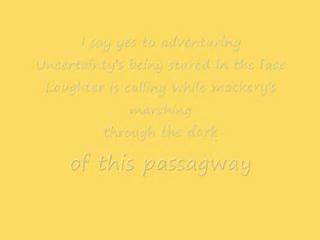 I say yes to adventuring
Uncertainty's being stared in the face
Laughter is calling while mockery's
marching
through the dark
of this passagway